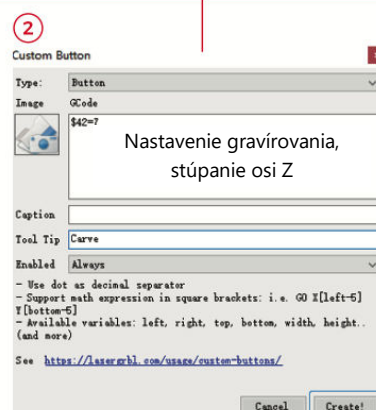 2
Custom Button
Type: Button
Image GCode
$42=7
Nastavenie gravírovania,
stúpanie osi Z
Caption
Tool Tip Carve
Enabled Always
- Use dot as decimal separator
- Support math expression in square brackets: i.e. G0 X[left-5]
Y[bottom-5]
- Available variables: left, right, top, bottom, width, height..
(and more)
See https://lasergrbl.com/usage/custom-buttons/
Cancel Create!